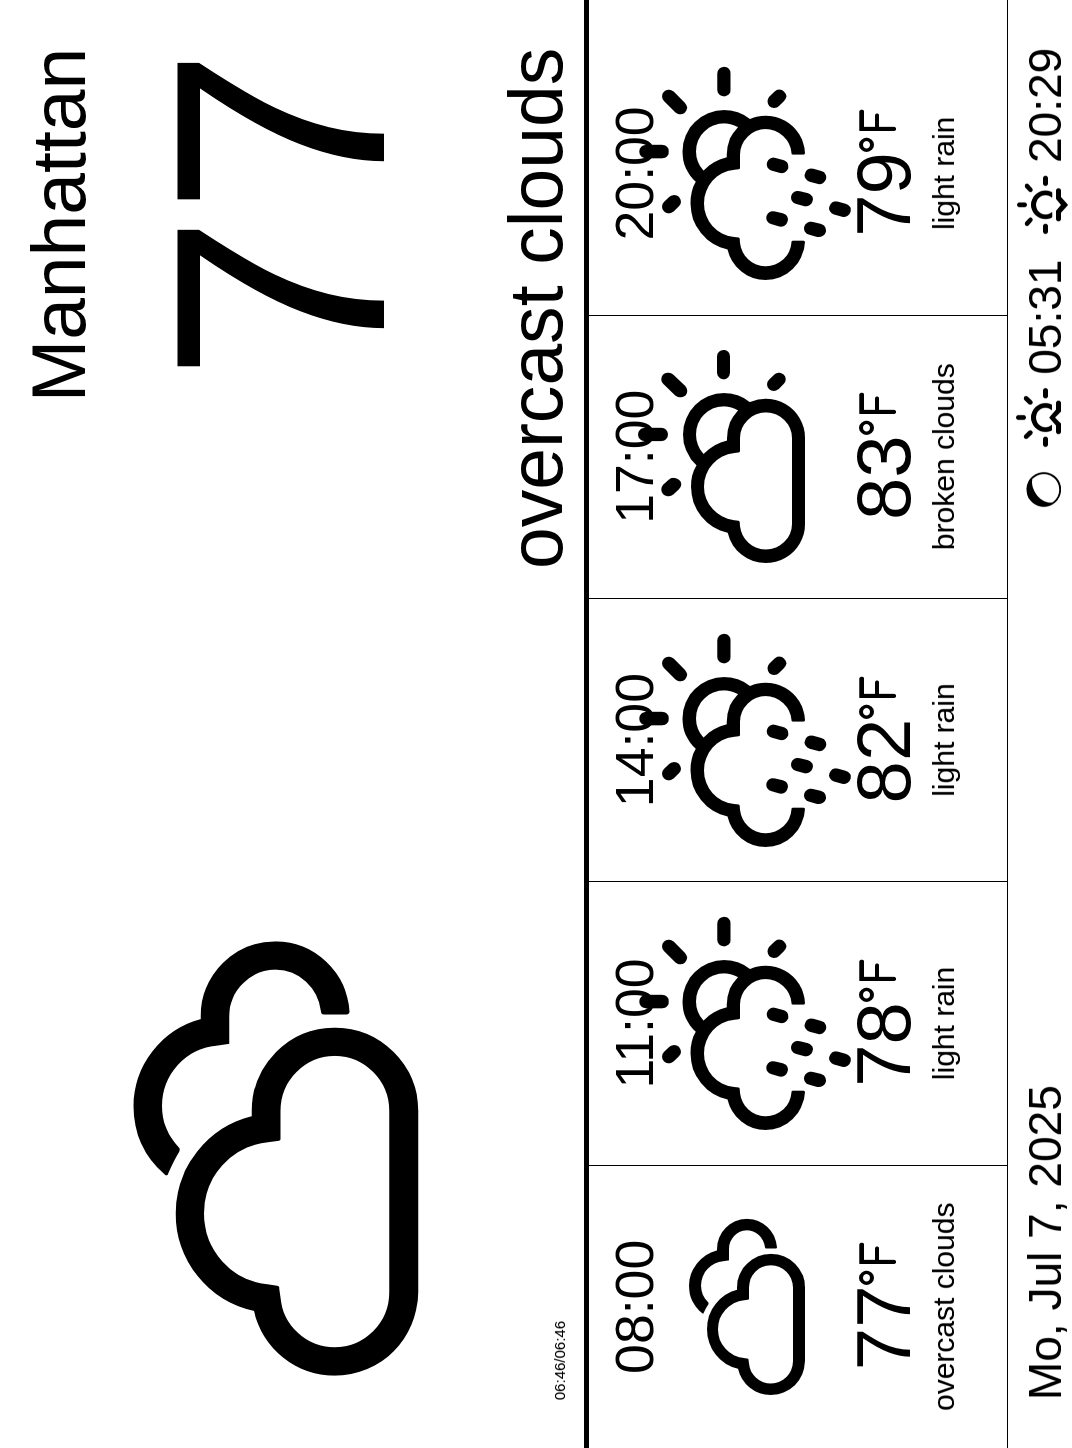 Manhattan
77
overcast clouds
06:46/06:46
08:00
77°F
overcast clouds
11:00
78°F
light rain
14:00
82°F
light rain
17:00
83°F
broken clouds
20:00
79°F
light rain
Mo, Jul 7, 2025
05:31
20:29